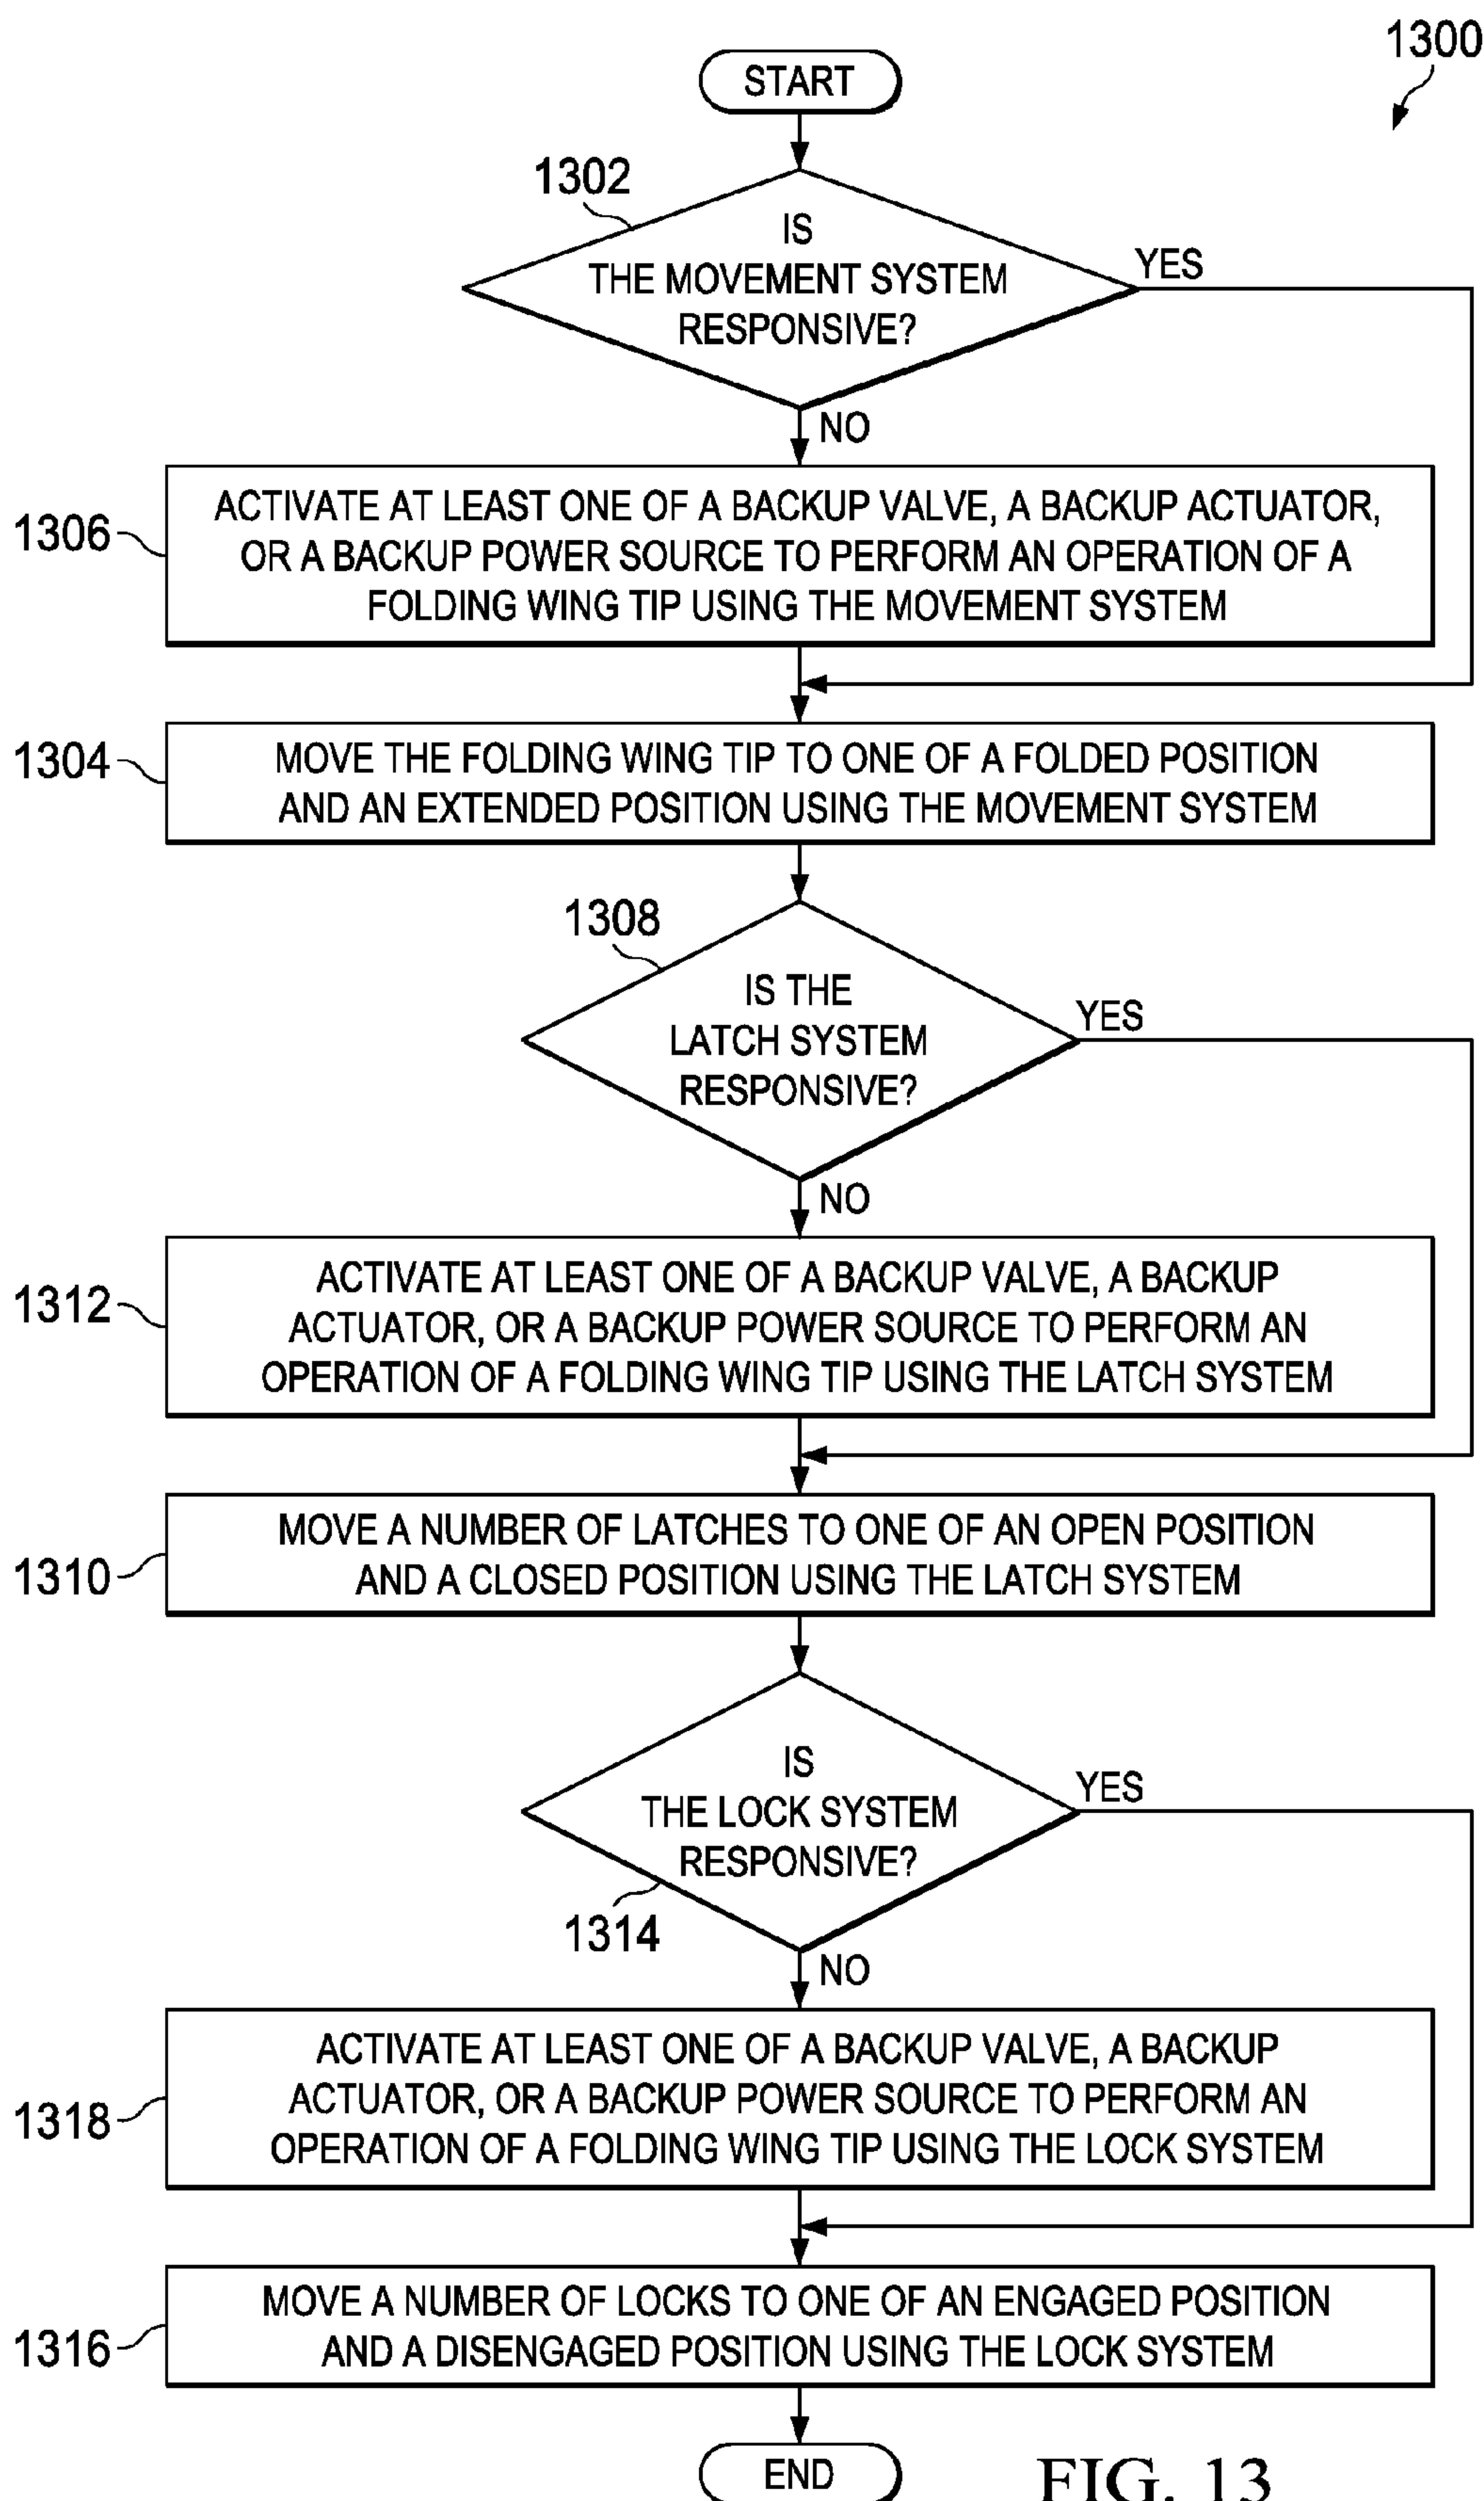 1300
START
1302
IS
THE MOVEMENT SYSTEM
RESPONSIVE?
YES
NO
1306
ACTIVATE AT LEAST ONE OF A BACKUP VALVE, A BACKUP ACTUATOR,
OR A BACKUP POWER SOURCE TO PERFORM AN OPERATION OF A
FOLDING WING TIP USING THE MOVEMENT SYSTEM
1304
MOVE THE FOLDING WING TIP TO ONE OF A FOLDED POSITION
AND AN EXTENDED POSITION USING THE MOVEMENT SYSTEM
1308
IS THE
LATCH SYSTEM
RESPONSIVE?
YES
NO
1312
ACTIVATE AT LEAST ONE OF A BACKUP VALVE, A BACKUP
ACTUATOR, OR A BACKUP POWER SOURCE TO PERFORM AN
OPERATION OF A FOLDING WING TIP USING THE LATCH SYSTEM
1310
MOVE A NUMBER OF LATCHES TO ONE OF AN OPEN POSITION
AND A CLOSED POSITION USING THE LATCH SYSTEM
IS
THE LOCK SYSTEM
RESPONSIVE?
YES
1314
NO
1318
ACTIVATE AT LEAST ONE OF A BACKUP VALVE, A BACKUP
ACTUATOR, OR A BACKUP POWER SOURCE TO PERFORM AN
OPERATION OF A FOLDING WING TIP USING THE LOCK SYSTEM
1316
MOVE A NUMBER OF LOCKS TO ONE OF AN ENGAGED POSITION
AND A DISENGAGED POSITION USING THE LOCK SYSTEM
END
FIG. 13